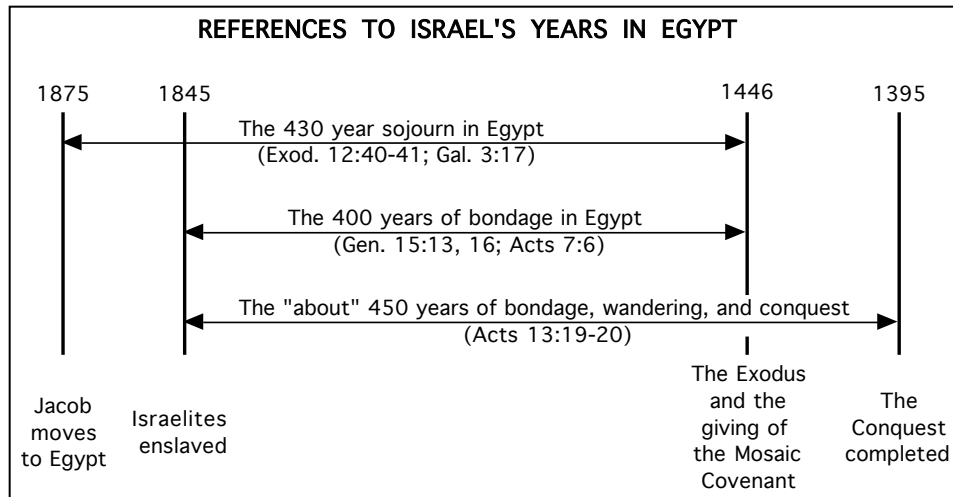 REFERENCES TO ISRAEL'S YEARS IN EGYPT
1875 1845 1446 1395
The 430 year sojourn in Egypt
(Exod. 12:40-41; Gal. 3:17)
The 400 years of bondage in Egypt
(Gen. 15:13, 16; Acts 7:6)
The "about" 450 years of bondage, wandering, and conquest
(Acts 13:19-20)
Jacob
moves
to Egypt
Israelites
enslaved
The Exodus
and the
giving of
the Mosaic
Covenant
The
Conquest
completed